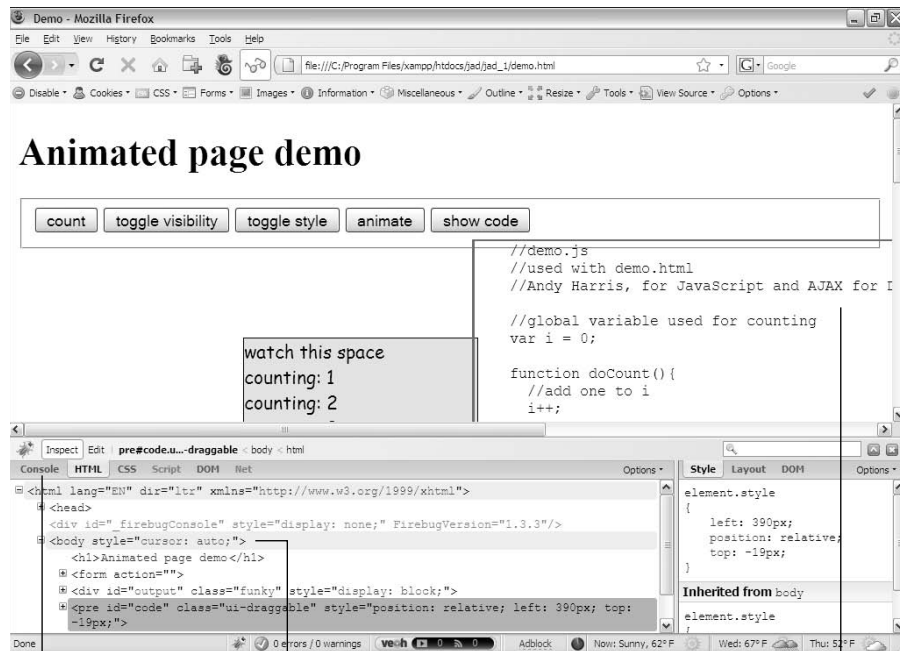 Demo - Mozilla Firefox
File Edit View History Bookmarks Tools Help
file:///C:/Program Files/xampp/htdocs/jad/jad_1/demo.html
G Google
Disable Cookies CSS Forms Images Information Miscellaneous Outline Resize Tools View Source Options
Animated page demo
count toggle visibility toggle style animate show code
//demo.js
//used with demo.html
//Andy Harris, for JavaScript and AJAX for D
//global variable used for counting
var i = 0;
function doCount(){
//add one to i
i++;
watch this space
counting: 1
counting: 2
Inspect Edit pre#code.u...-draggable < body < html
Console HTML CSS Script DOM Net Options
<html lang="EN" dir="ltr" xmlns="http://www.w3.org/1999/xhtml">
<head>
<div id="_firebugConsole" style="display: none;" FirebugVersion="1.3.3"/>
<body style="cursor: auto;">
<h1>Animated page demo</h1>
<form action="">
<div id="output" class="funky" style="display: block;">
<pre id="code" class="ui-draggable" style="position: relative; left: 390px; top:
-19px;">
Style Layout DOM Options
element.style
{
left: 390px;
position: relative;
top: -19px;
}
Inherited from body
element.style
{
Done 0 errors / 0 warnings veoh 0 0 Adblock Now: Sunny, 62° F Wed: 67° F Thu: 52° F